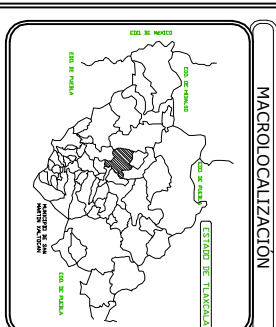 MACROLOCALIZACIÓN
EDO. DE MEXICO
EDO. DE HIDALGO
EDO. DE PUEBLA
EDO. DE PUEBLA
ESTADO DE TLAXCALA
MUNICIPIO DE SAN
MARTIN XALTOCAN
EDO. DE PUEBLA